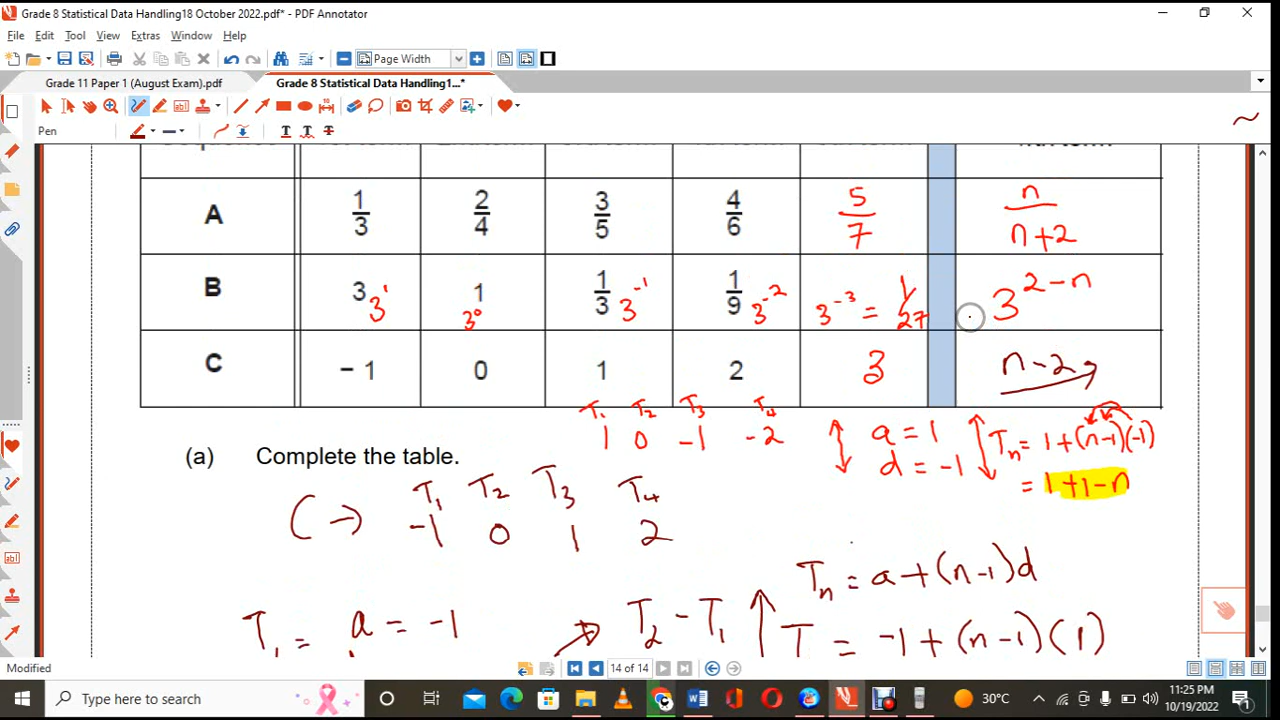 Grade 8 Statistical Data Handling18 October 2022.pdf* - PDF Annotator
File Edit Tool View Extras Window Help
Page Width
Grade 11 Paper 1 (August Exam).pdf Grade 8 Statistical Data Handling1...*
Pen
A 1/3 2/4 3/5 4/6 5/7 n/(n+2)
B 3 3^1 1 3^0 1/3 3^-1 1/9 3^-2 3^-3 = 1/27 3^(2-n)
C -1 0 1 2 3 n-2
T1 T2 T3 T4
1 0 -1 -2 a = 1 Tn = 1+(n-1)(-1)
d = -1 = 1+1-n
(a) Complete the table.
C → T1 T2 T3 T4
-1 0 1 2
Tn = a+(n-1)d
T1 = a = -1 T2 - T1 T = -1+(n-1)(1)
Modified 14 of 14
Type here to search 30°C 11:25 PM
10/19/2022